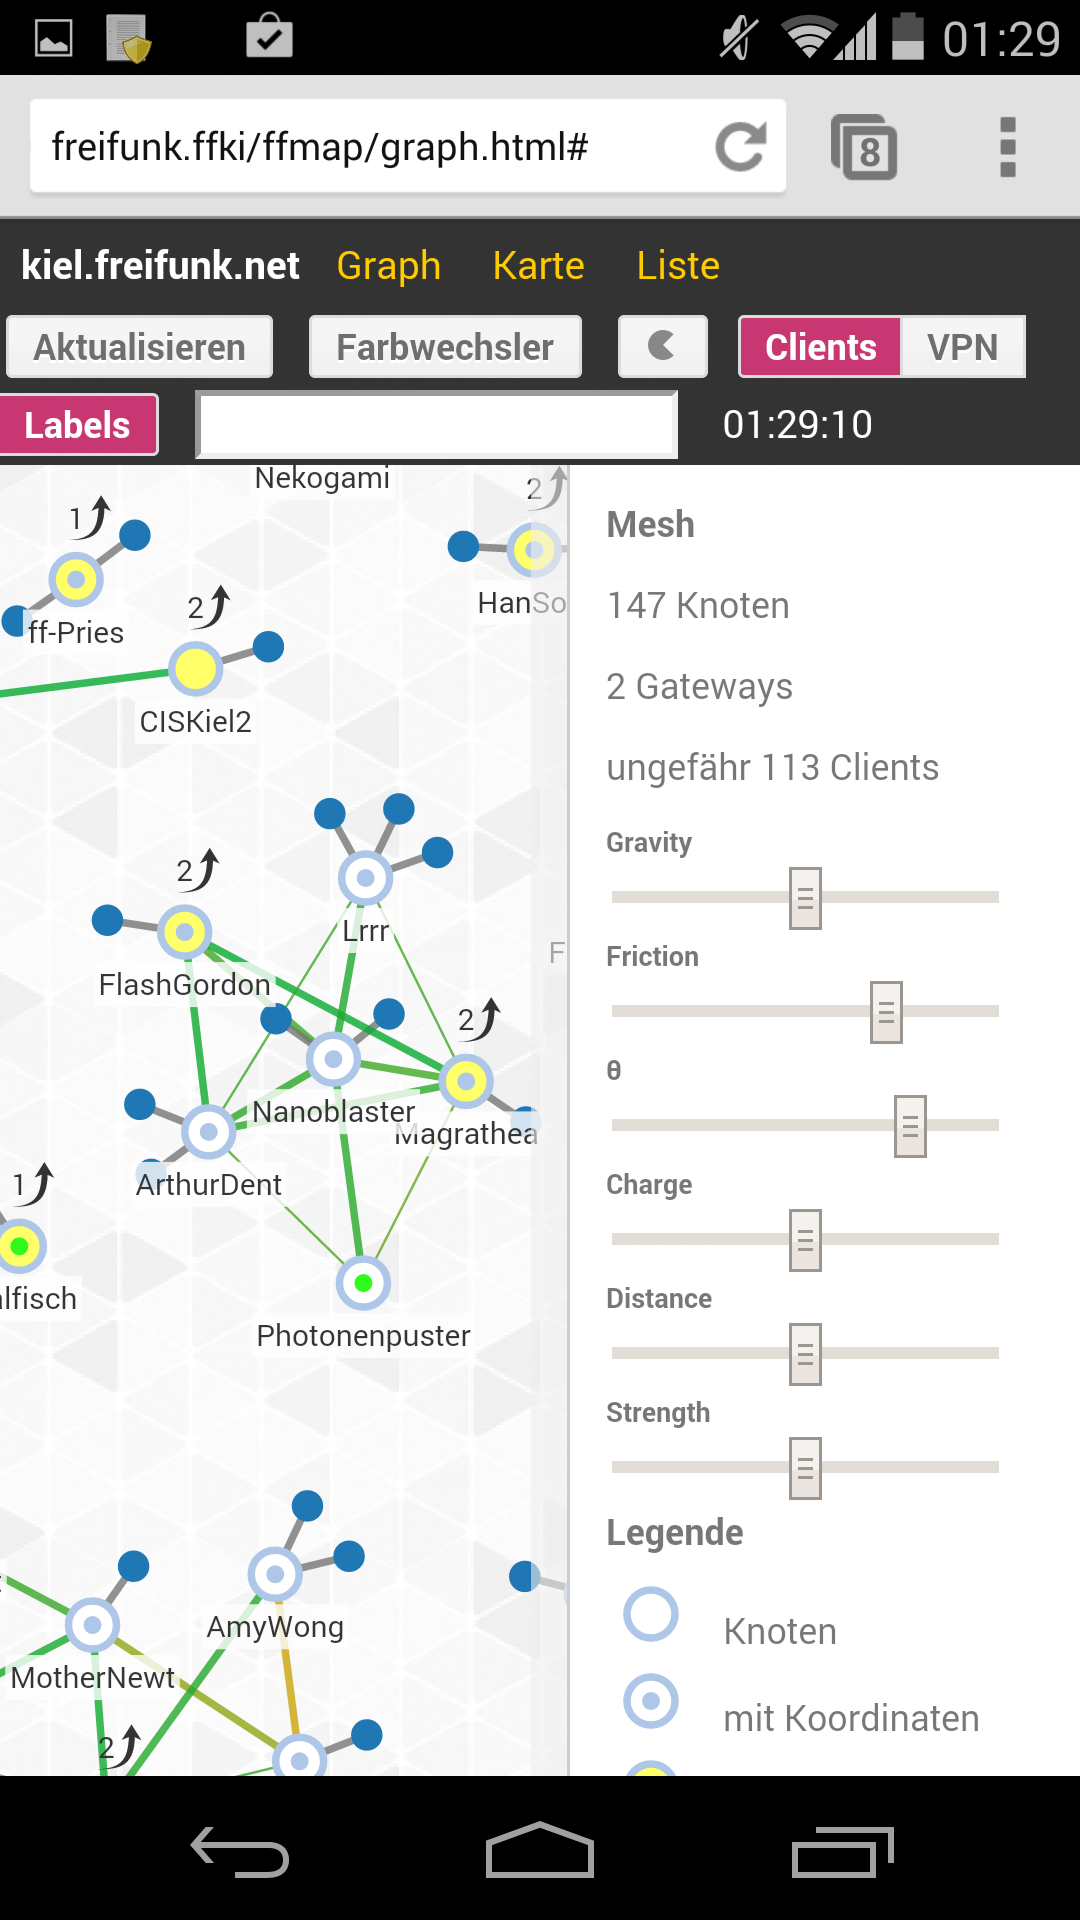 01:29
freifunk.ffki/ffmap/graph.html#
8
kiel.freifunk.net Graph Karte Liste
Aktualisieren Farbwechsler Clients VPN
Labels 01:29:10
Nekogami
2
1
HanSo
ff-Pries
2
CISKiel2
2
Lrrr
F
FlashGordon
2
Nanoblaster
Magrathea
ArthurDent
1
alfisch
Photonenpuster
AmyWong
MotherNewt
2
Mesh
147 Knoten
2 Gateways
ungefähr 113 Clients
Gravity
Friction
θ
Charge
Distance
Strength
Legende
Knoten
mit Koordinaten